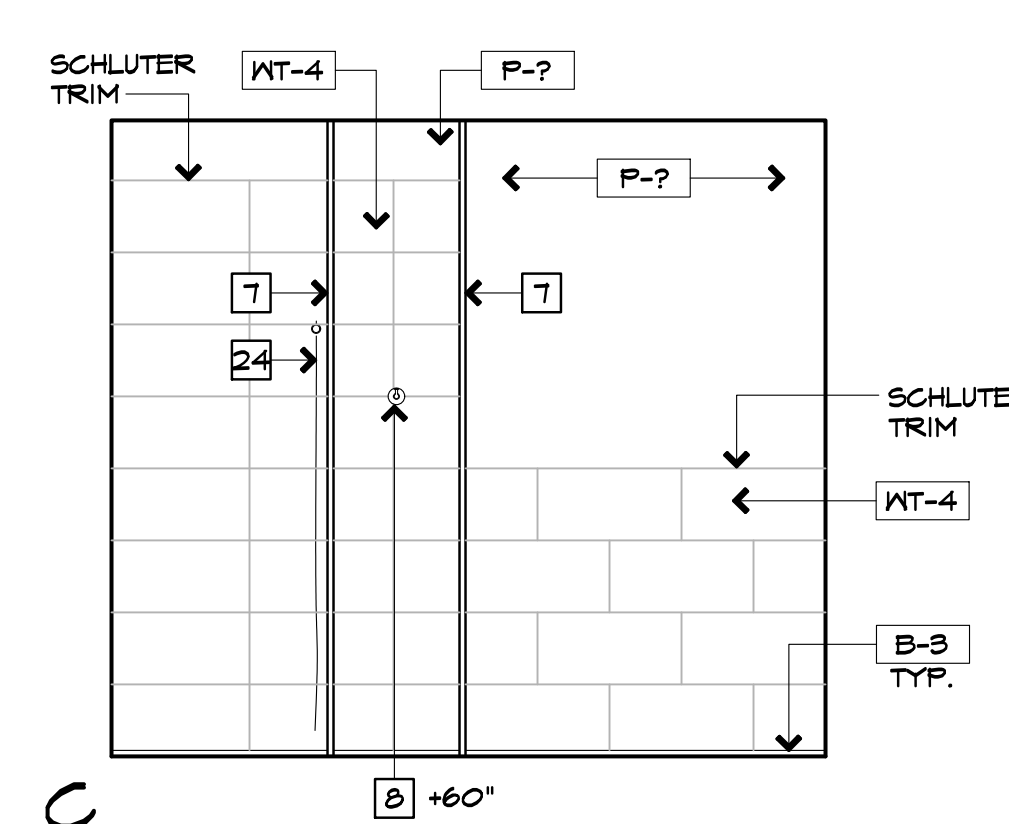 SCHLUTER
TRIM
WT-4
P-?
P-?
7
7
24
SCHLUTE
TRIM
WT-4
B-3
TYP.
8 +60"
C